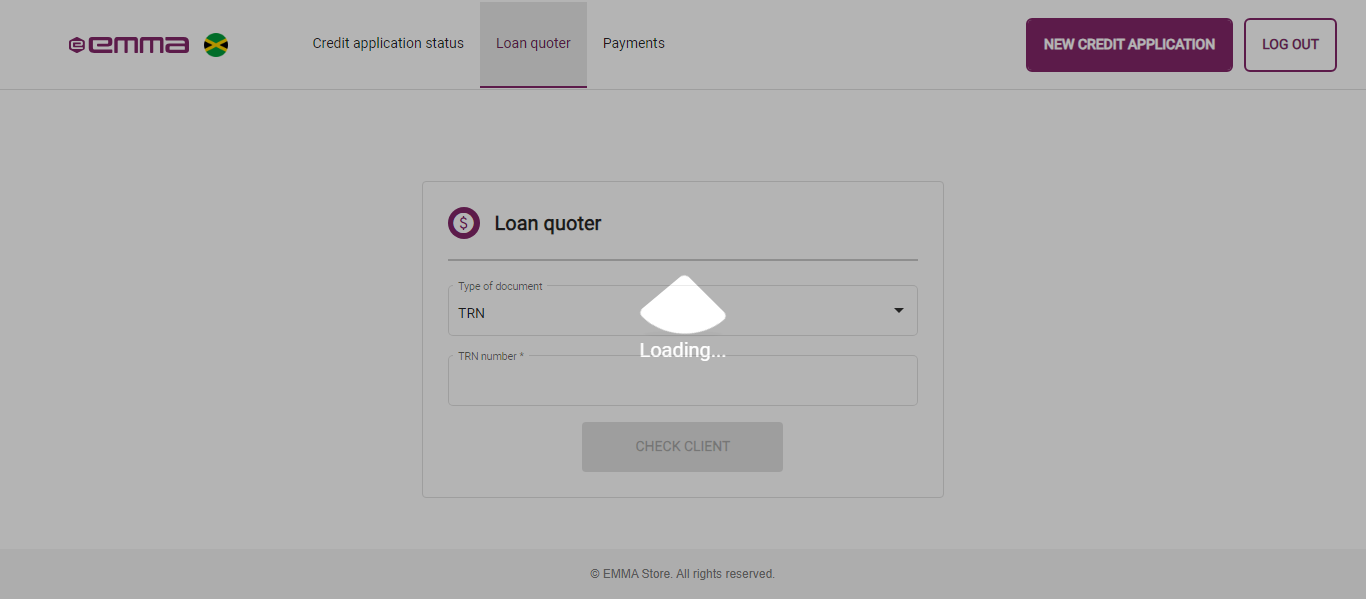 emma
Credit application status
Loan quoter
Payments
NEW CREDIT APPLICATION
LOG OUT
$
Loan quoter
Type of document
TRN
Loading...
TRN number *
CHECK CLIENT
© EMMA Store. All rights reserved.